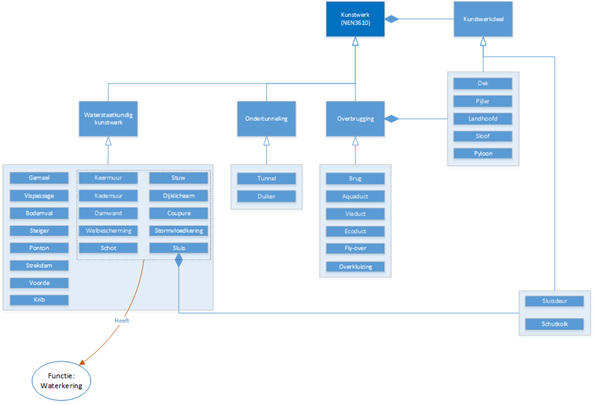 Kunstwerk
(NEN3610)
Kunstwerkdeel
Dek
Pijler
Landhoofd
Sloof
Pyloon
Waterstaatkundig
kunstwerk
Ondertunneling
Overbrugging
Gemaal
Vispassage
Bodemval
Steiger
Ponton
Strekdam
Voorde
Krib
Keermuur
Kademuur
Damwand
Walbescherming
Schot
Stuw
Dijklichaam
Coupure
Stormvloedkering
Sluis
Tunnel
Duiker
Brug
Aquaduct
Viaduct
Ecoduct
Fly-over
Overkluizing
Sluisdeur
Schutkolk
Heeft
Functie:
Waterkering